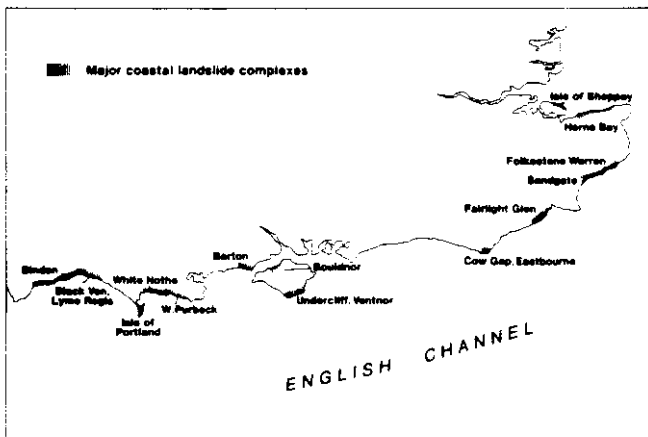 Major coastal landslide complexes
Isle of Sheppey
Herne Bay
Folkestone Warren
Sandgate
Fairlight Glen
Cow Gap, Eastbourne
Barton
Bouldnor
Undercliff, Ventnor
Bindon
White Nothe
Black Ven,
Lyme Regis
W. Purbeck
Isle of
Portland
ENGLISH CHANNEL